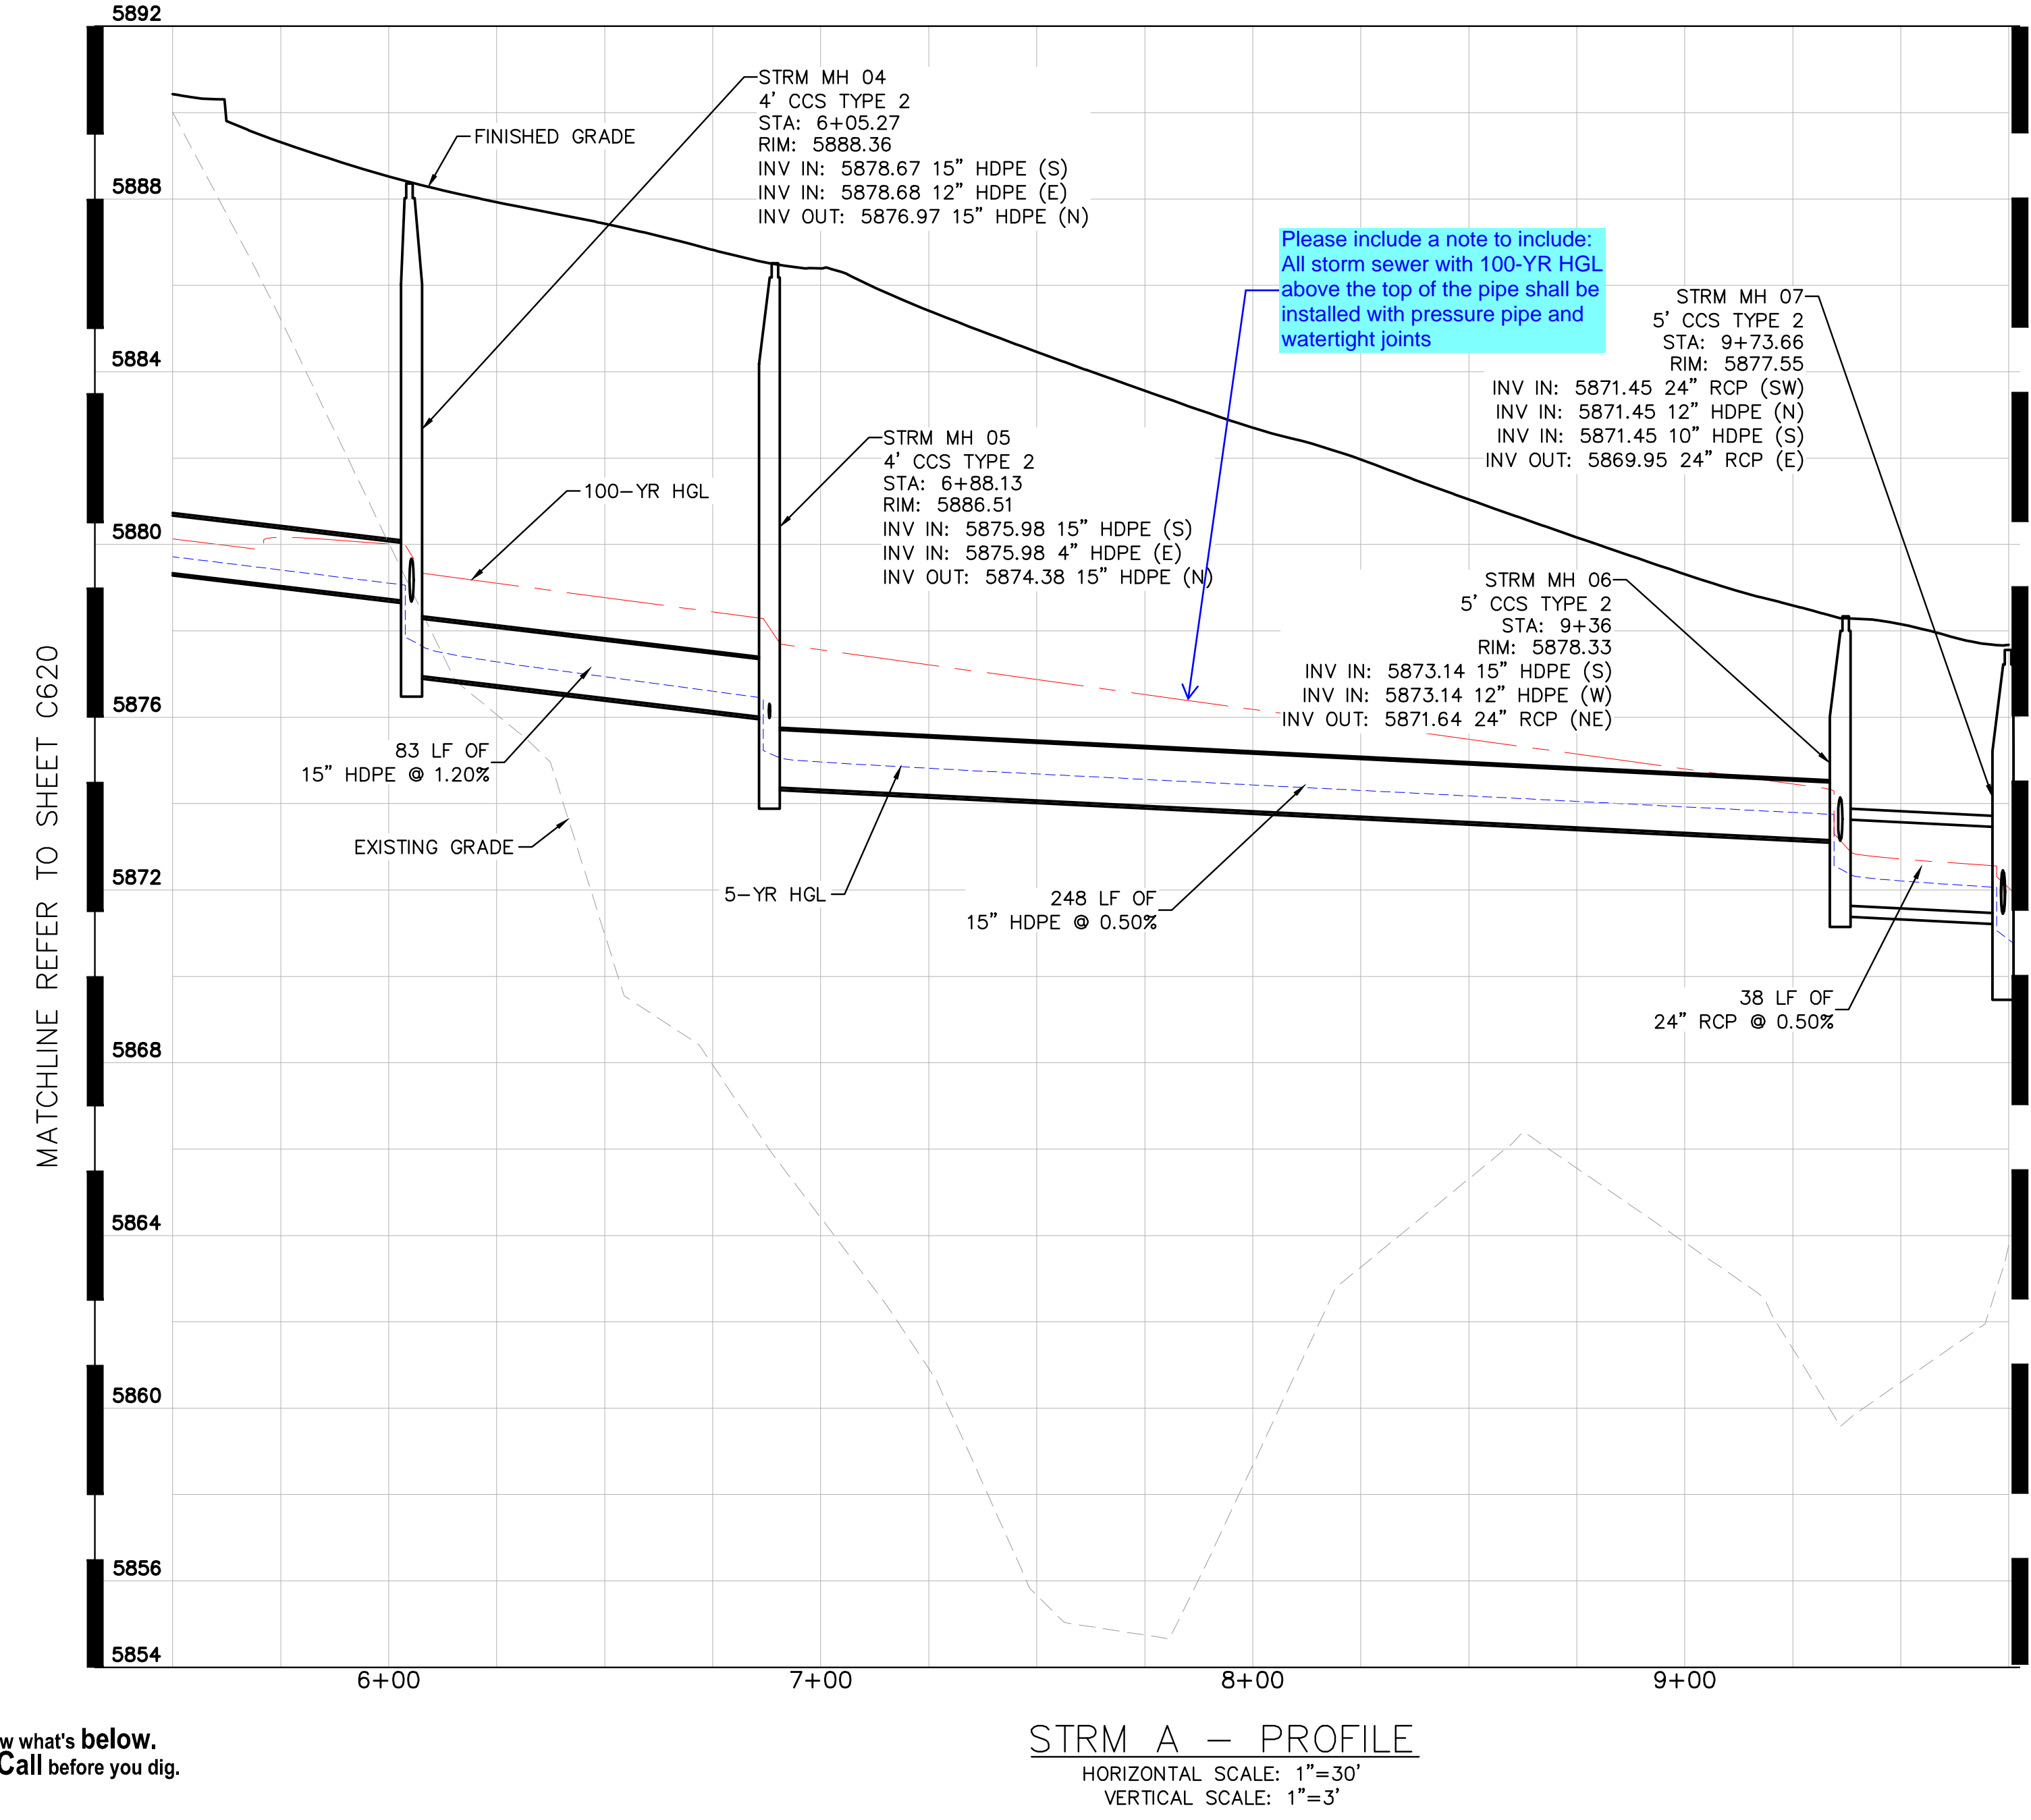 5892
5888
5884
5880
5876
5872
5868
5864
5860
5856
5854
MATCHLINE REFER TO SHEET C620
FINISHED GRADE
STRM MH 04
4' CCS TYPE 2
STA: 6+05.27
RIM: 5888.36
INV IN: 5878.67 15" HDPE (S)
INV IN: 5878.68 12" HDPE (E)
INV OUT: 5876.97 15" HDPE (N)
Please include a note to include:
All storm sewer with 100-YR HGL
above the top of the pipe shall be
installed with pressure pipe and
watertight joints
STRM MH 07
5' CCS TYPE 2
STA: 9+73.66
RIM: 5877.55
INV IN: 5871.45 24" RCP (SW)
INV IN: 5871.45 12" HDPE (N)
INV IN: 5871.45 10" HDPE (S)
INV OUT: 5869.95 24" RCP (E)
100-YR HGL
STRM MH 05
4' CCS TYPE 2
STA: 6+88.13
RIM: 5886.51
INV IN: 5875.98 15" HDPE (S)
INV IN: 5875.98 4" HDPE (E)
INV OUT: 5874.38 15" HDPE (N)
STRM MH 06
5' CCS TYPE 2
STA: 9+36
RIM: 5878.33
INV IN: 5873.14 15" HDPE (S)
INV IN: 5873.14 12" HDPE (W)
INV OUT: 5871.64 24" RCP (NE)
83 LF OF
15" HDPE @ 1.20%
EXISTING GRADE
5-YR HGL
248 LF OF
15" HDPE @ 0.50%
38 LF OF
24" RCP @ 0.50%
6+00
7+00
8+00
9+00
w what's below.
Call before you dig.
STRM A - PROFILE
HORIZONTAL SCALE: 1"=30'
VERTICAL SCALE: 1"=3'